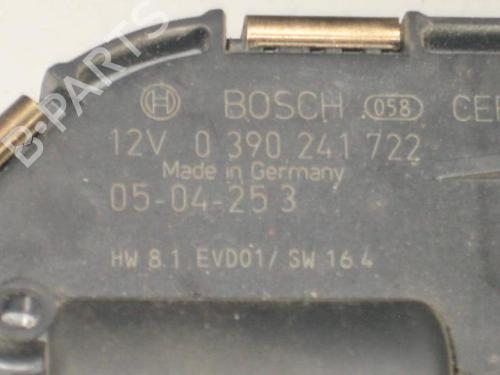 BOSCH 058 CE
12V 0 390 241 722
Made in Germany
05-04-25 3
HW 8.1 EVD01/ SW 16.4
B-PARTS